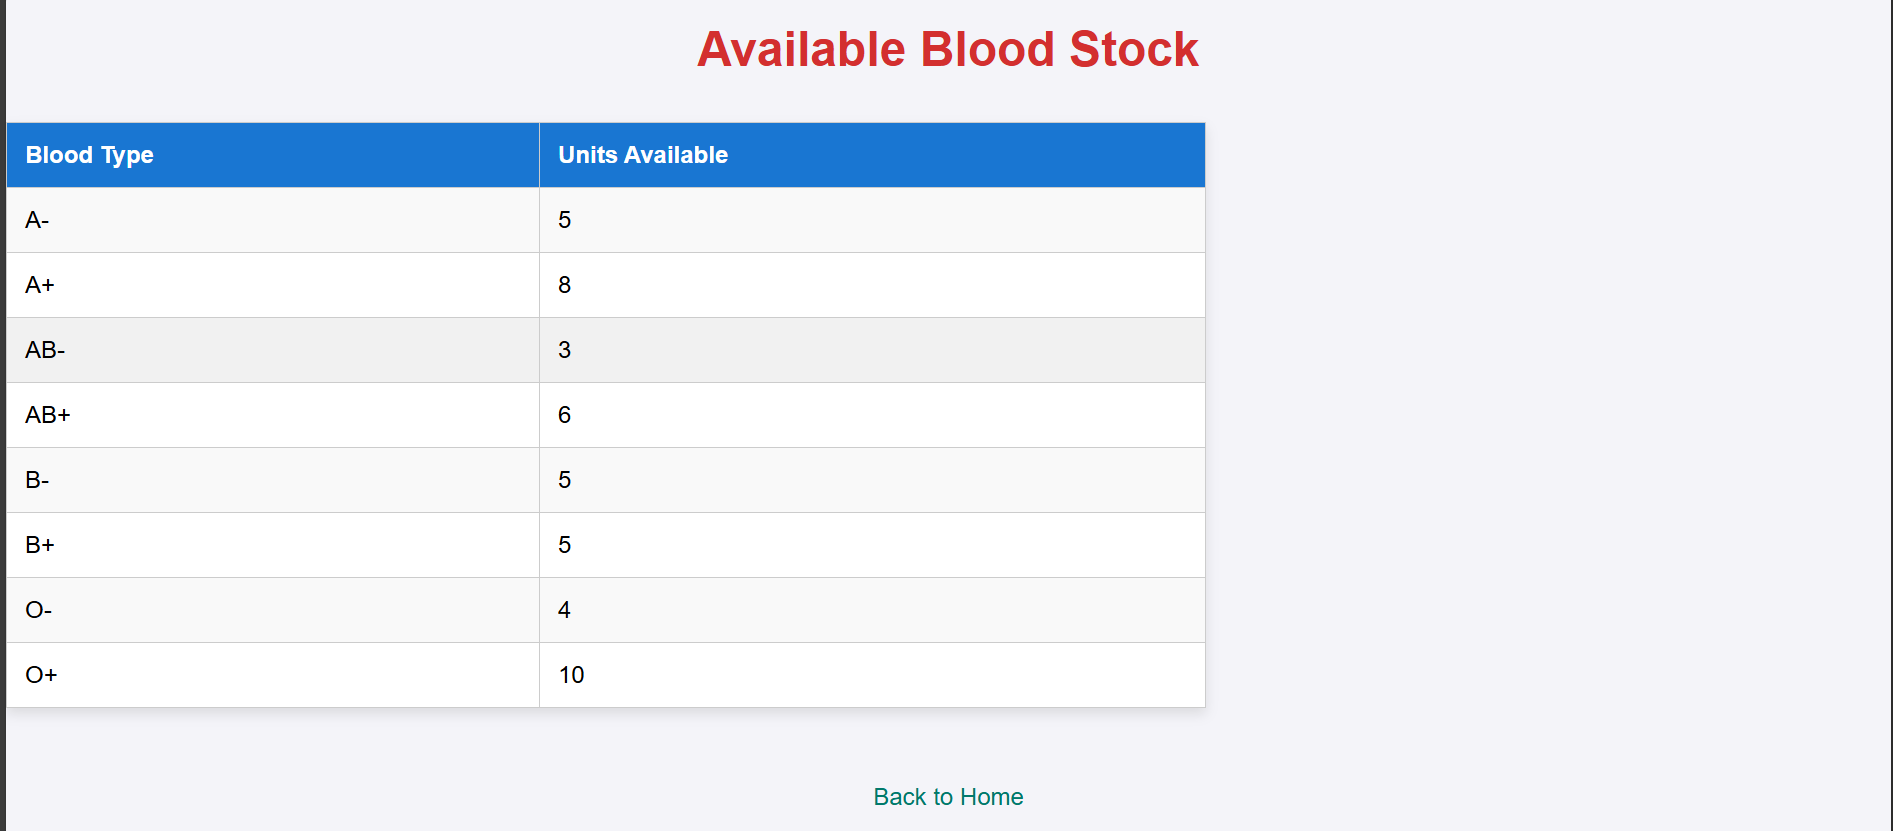 Available Blood Stock
Blood Type Units Available
A- 5
A+ 8
AB- 3
AB+ 6
B- 5
B+ 5
O- 4
O+ 10
Back to Home